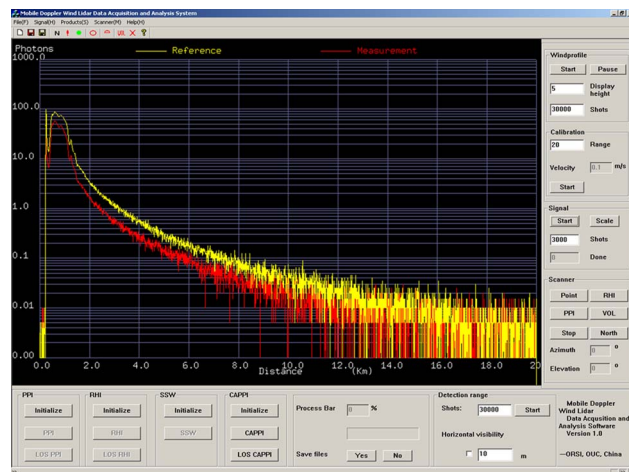 Mobile Doppler Wind Lidar Data Acquisition and Analysis System
File(F) Signal(H) Products(S) Scanner(M) Help(H)
Photons
Reference
Measurement
1000.0
100.0
10.0
1.0
0.1
0.01
0.00
0.0 2.0 4.0 6.0 8.0 10.0 12.0 14.0 16.0 18.0 20
Distance (Km)
Windprofile
Start Pause
5 Display height
30000 Shots
Calibration
20 Range
Velocity 0.1 m/s
Start
Signal
Start Scale
3000 Shots
0 Done
Scanner
Point RHI
PPI VOL
Stop North
Azimuth 0 °
Elevation 0 °
PPI
Initialize
PPI
LOS PPI
RHI
Initialize
RHI
LOS RHI
SSW
Initialize
SSW
CAPPI
Initialize
CAPPI
LOS CAPPI
Process Bar 0 %
Save files Yes No
Detection range
Shots: 30000 Start
Horizontal visibility
10 m
Mobile Doppler
Wind Lidar
Data Acquisition and
Analysis Software
Version 1.0
—ORSI, OUC, China